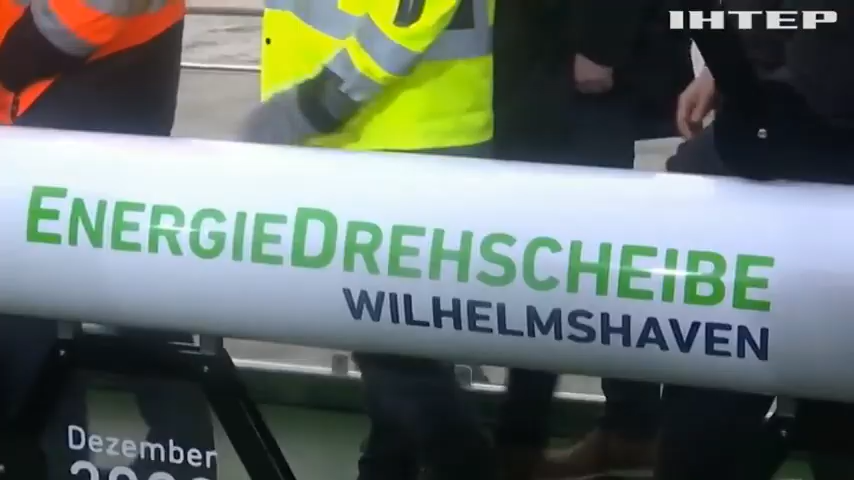 ІНТЕР
ENERGIEDREHSCHEIBE
WILHELMSHAVEN
Dezember